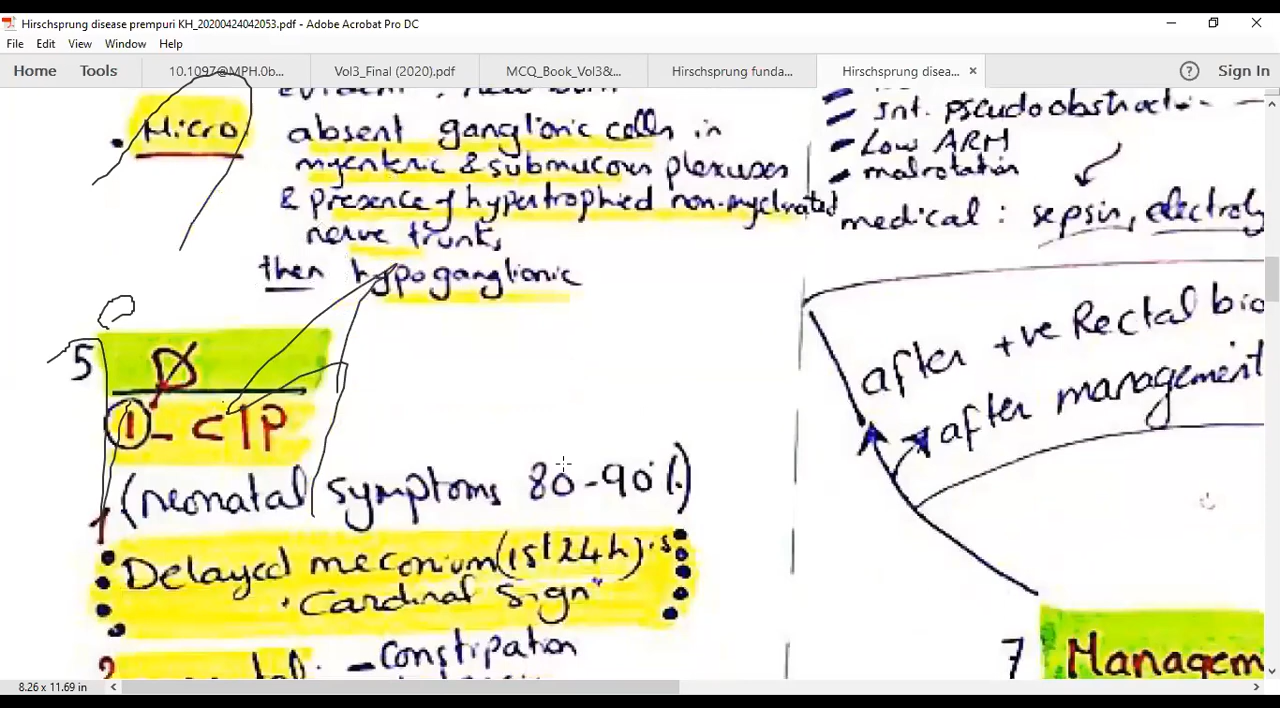 Hirschsprung disease prempuri KH_20200424042053.pdf - Adobe Acrobat Pro DC
File Edit View Window Help
Home Tools 10.1097@MPH.0b... Vol3_Final (2020).pdf MCQ_Book_Vol3&... Hirschsprung funda... Hirschsprung disea... × Sign In
. Micro
absent ganglionic cells in
myenteric & submucous plexuses
& presence of hypertrophied non-myelinated
nerve trunks
then hypoganglionic
5 D
1 - C/P
(neonatal symptoms 80-90%)
1
Delayed meconium (1st 24h)
"Cardinal Sign"
2
- Constipation
Int. pseudoobstruct
Low ARM
malrotation
medical : sepsis, electroly
after +ve Rectal bio
after management
7 Managem
8.26 x 11.69 in